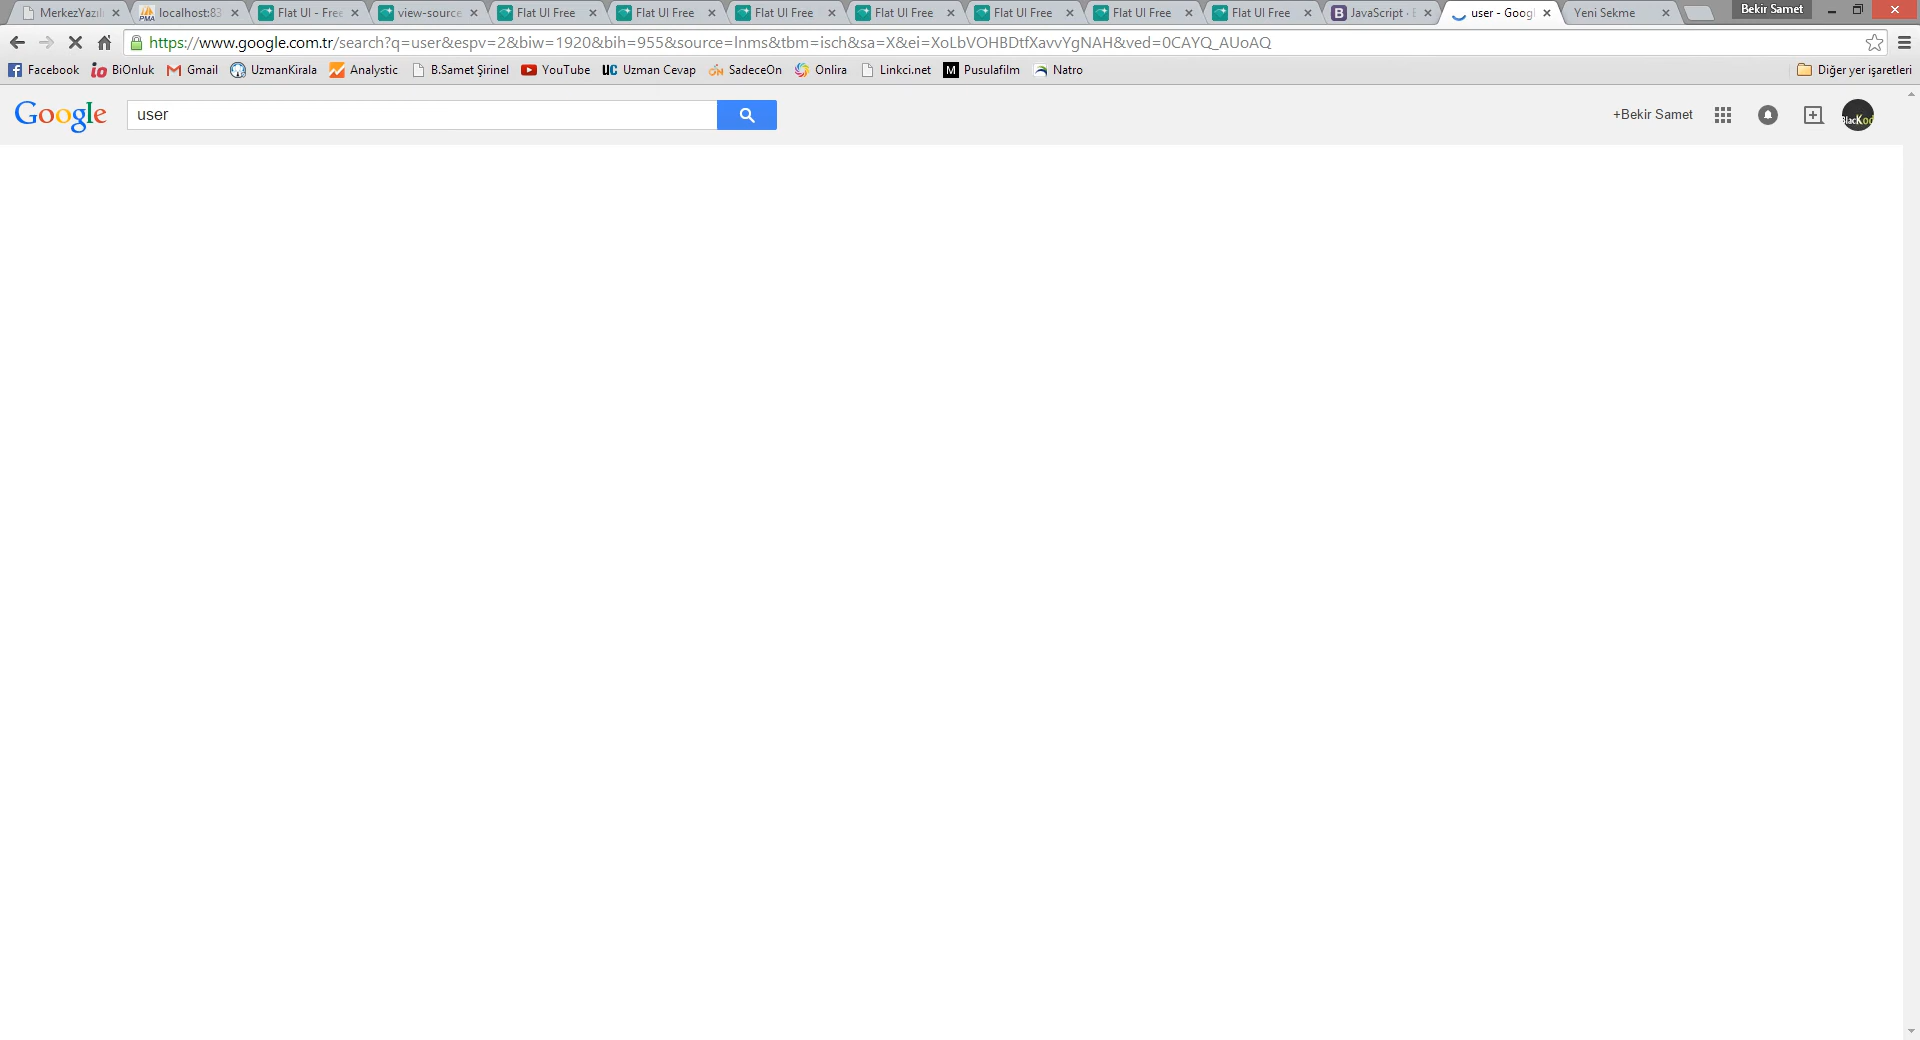 MerkezYazılı localhost:83 Flat UI - Free view-source: Flat UI Free Flat UI Free Flat UI Free Flat UI Free Flat UI Free Flat UI Free Flat UI Free JavaScript · user - Googl Yeni Sekme Bekir Samet
https://www.google.com.tr/search?q=user&espv=2&biw=1920&bih=955&source=lnms&tbm=isch&sa=X&ei=XoLbVOHBDtfXavvYgNAH&ved=0CAYQ_AUoAQ
Facebook BiOnluk Gmail UzmanKirala Analystic B.Samet Şirinel YouTube UC Uzman Cevap SadeceOn Onlira Linkci.net M Pusulafilm Natro Diğer yer işaretleri
Google user +Bekir Samet BlacKod